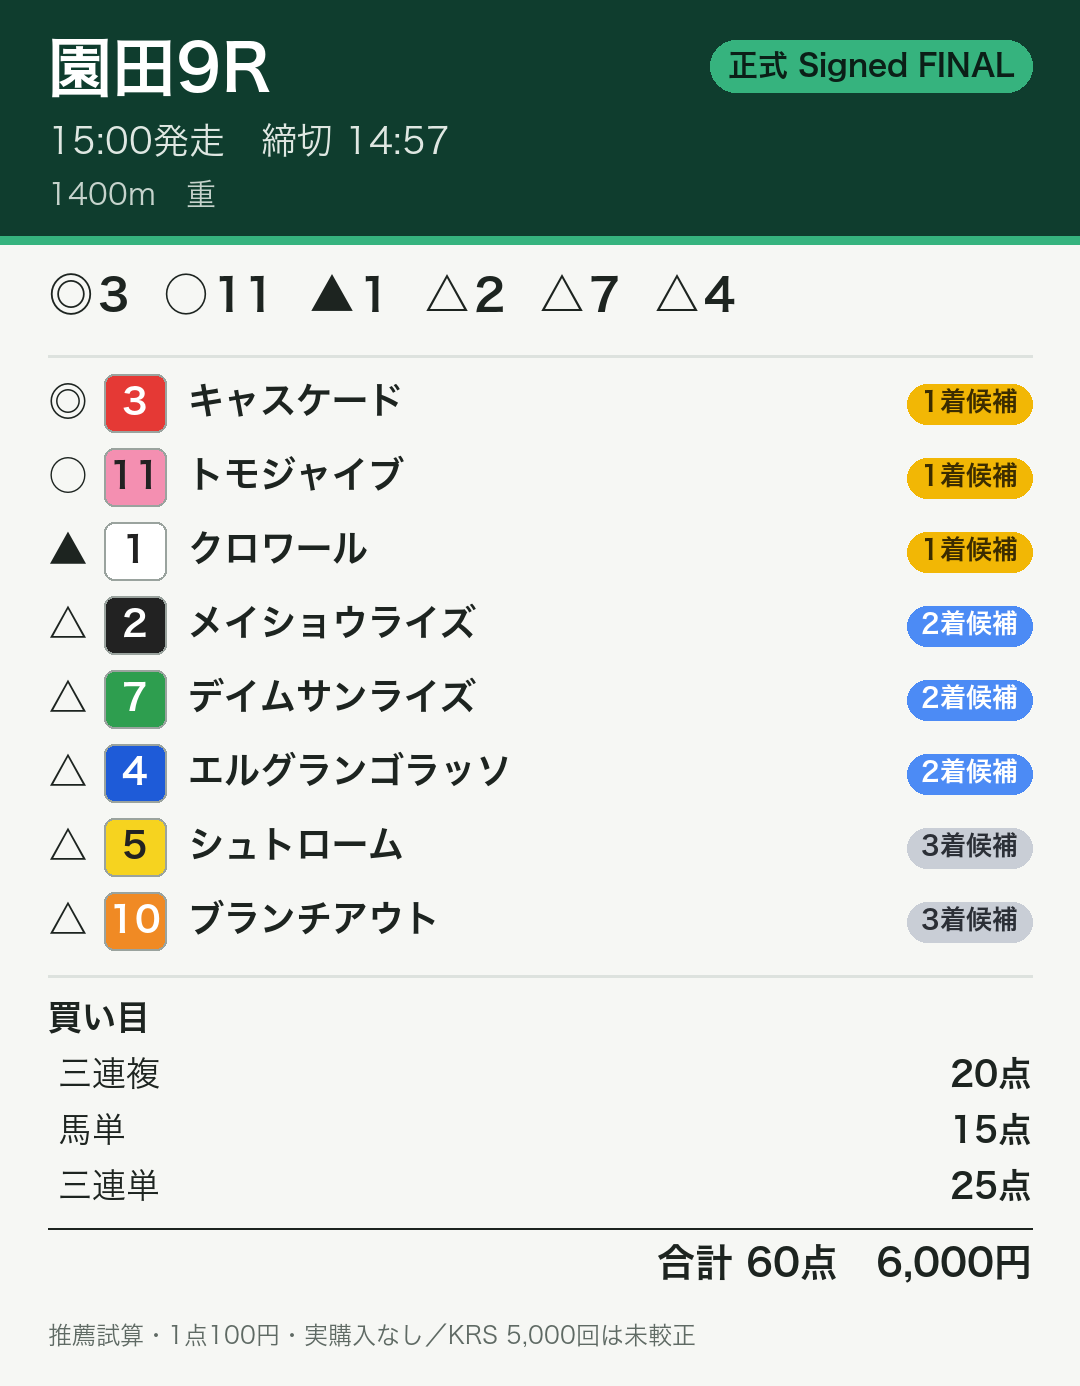 園田9R
正式 Signed FINAL
15:00発走　締切 14:57
1400m　重
◎3 ○11 ▲1 △2 △7 △4
◎ 3 キャスケード 1着候補
○ 11 トモジャイブ 1着候補
▲ 1 クロワール 1着候補
△ 2 メイショウライズ 2着候補
△ 7 デイムサンライズ 2着候補
△ 4 エルグランゴラッソ 2着候補
△ 5 シュトローム 3着候補
△ 10 ブランチアウト 3着候補
買い目
三連複 20点
馬単 15点
三連単 25点
合計 60点　6,000円
推薦試算・1点100円・実購入なし／KRS 5,000回は未較正